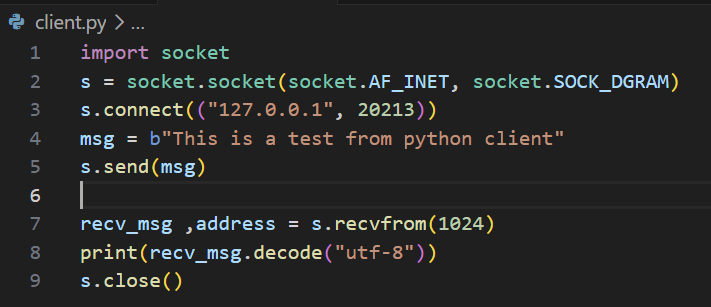 client.py > ...
1 import socket
2 s = socket.socket(socket.AF_INET, socket.SOCK_DGRAM)
3 s.connect(("127.0.0.1", 20213))
4 msg = b"This is a test from python client"
5 s.send(msg)
6
7 recv_msg ,address = s.recvfrom(1024)
8 print(recv_msg.decode("utf-8"))
9 s.close()